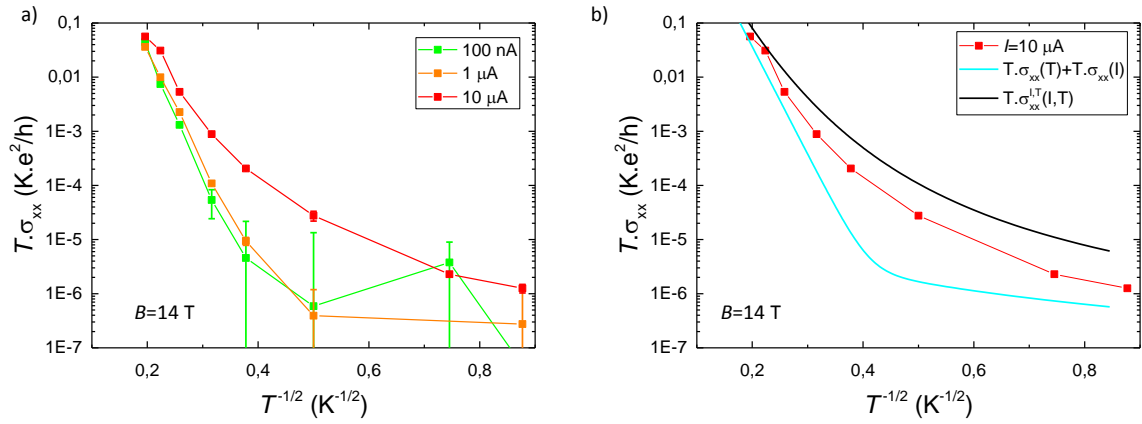 a)
0,1
0,01
1E-3
1E-4
1E-5
1E-6
1E-7
T.σxx (K.e²/h)
100 nA
1 µA
10 µA
B=14 T
0,2 0,4 0,6 0,8
T⁻¹/² (K⁻¹/²)
b)
0,1
0,01
1E-3
1E-4
1E-5
1E-6
1E-7
T.σxx (K.e²/h)
I=10 µA
T.σxx(T)+T.σxx(I)
T.σxxI,T(I,T)
B=14 T
0,2 0,4 0,6 0,8
T⁻¹/² (K⁻¹/²)